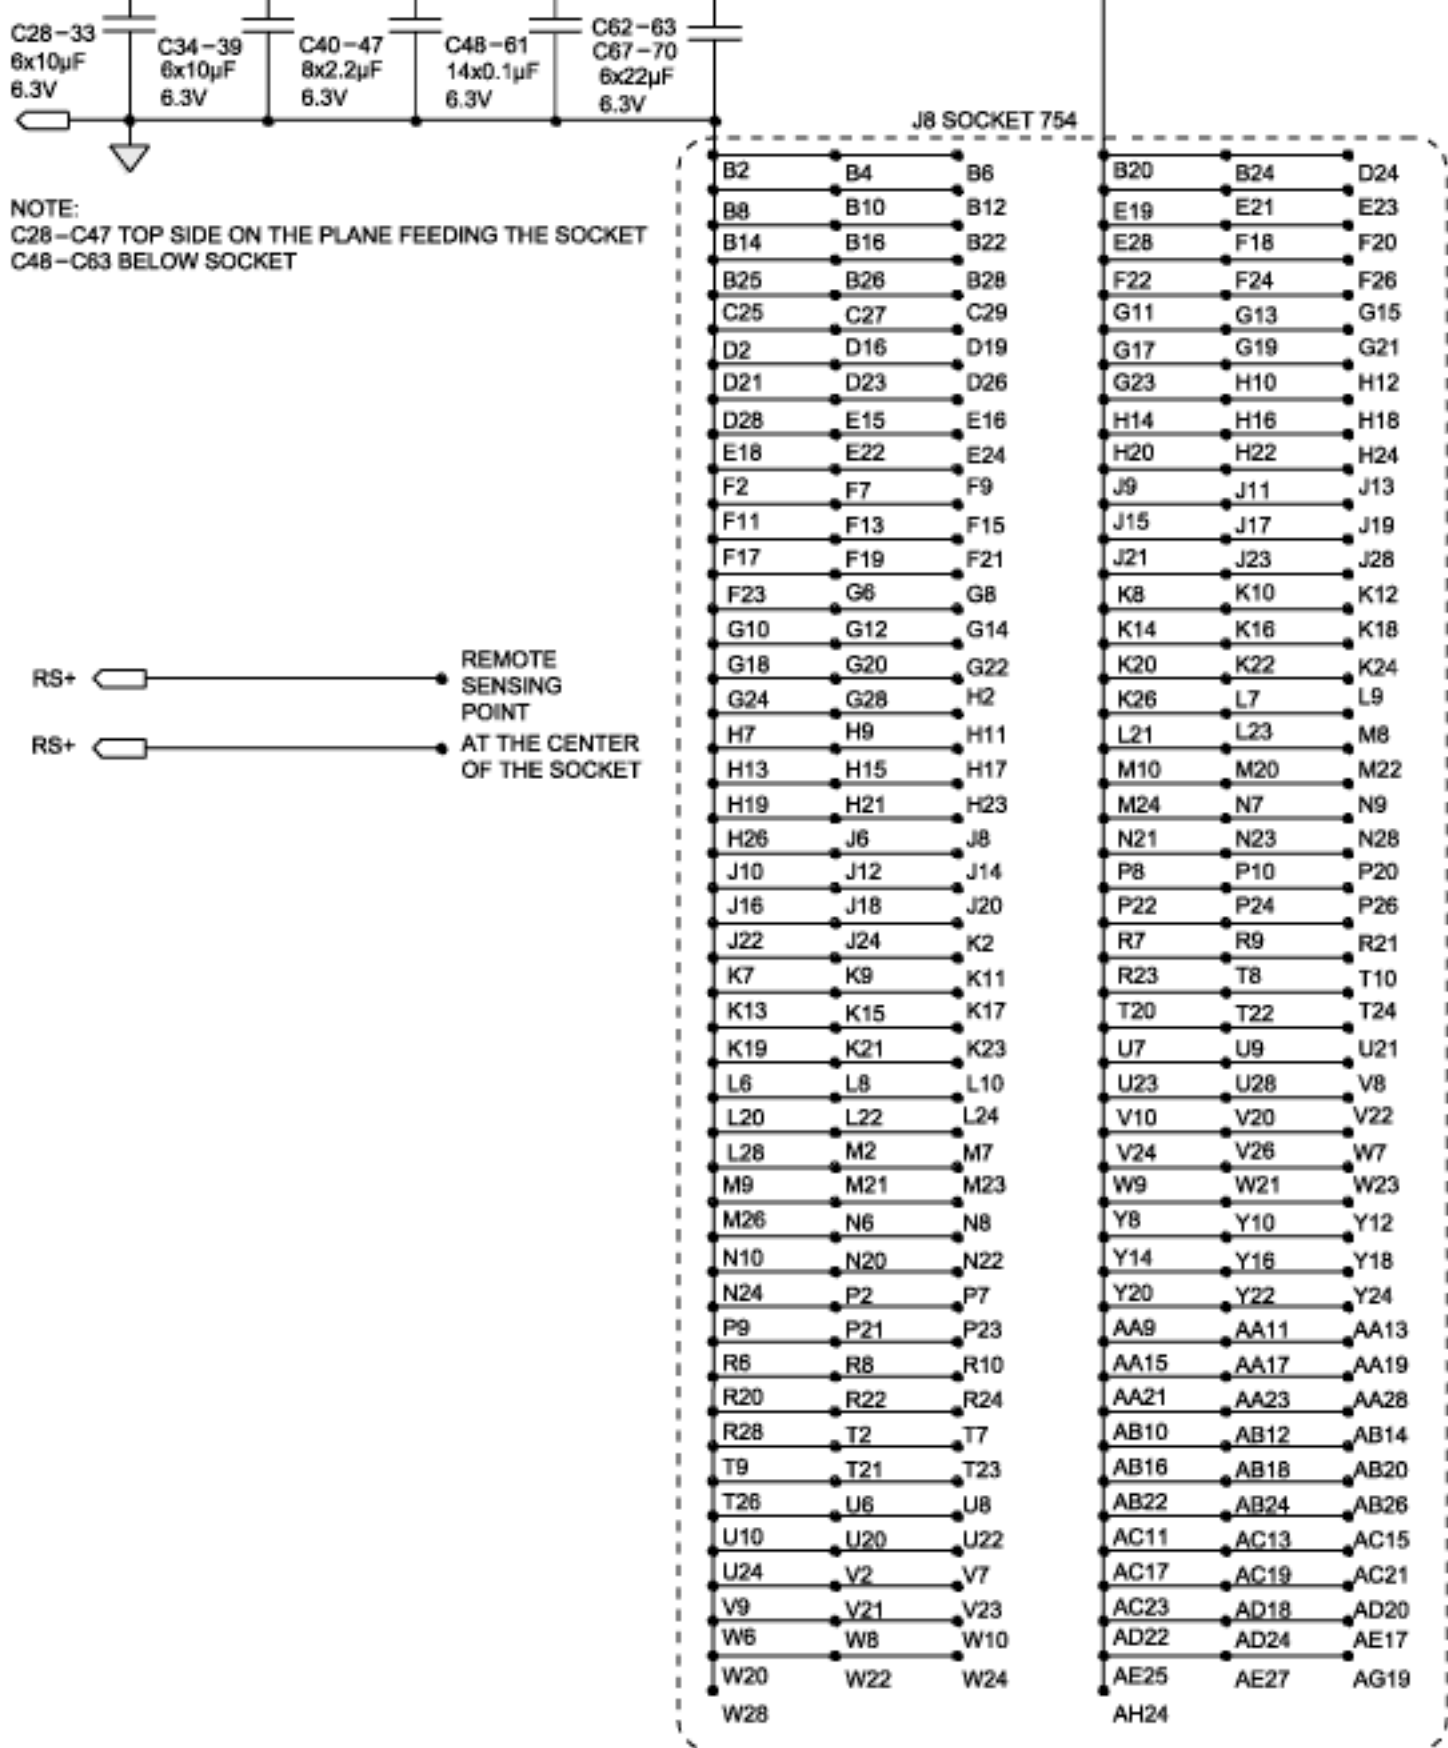 C28-33
6x10µF
6.3V
C34-39
6x10µF
6.3V
C40-47
8x2.2µF
6.3V
C48-61
14x0.1µF
6.3V
C62-63
C67-70
6x22µF
6.3V
J8 SOCKET 754
NOTE:
C28-C47 TOP SIDE ON THE PLANE FEEDING THE SOCKET
C48-C63 BELOW SOCKET
RS+
REMOTE
SENSING
POINT
RS+
AT THE CENTER
OF THE SOCKET
B2 B4 B6 B20 B24 D24
B8 B10 B12 E19 E21 E23
B14 B16 B22 E28 F18 F20
B25 B26 B28 F22 F24 F26
C25 C27 C29 G11 G13 G15
D2 D16 D19 G17 G19 G21
D21 D23 D26 G23 H10 H12
D28 E15 E16 H14 H16 H18
E18 E22 E24 H20 H22 H24
F2 F7 F9 J9 J11 J13
F11 F13 F15 J15 J17 J19
F17 F19 F21 J21 J23 J28
F23 G6 G8 K8 K10 K12
G10 G12 G14 K14 K16 K18
G18 G20 G22 K20 K22 K24
G24 G28 H2 K26 L7 L9
H7 H9 H11 L21 L23 M8
H13 H15 H17 M10 M20 M22
H19 H21 H23 M24 N7 N9
H26 J6 J8 N21 N23 N28
J10 J12 J14 P8 P10 P20
J16 J18 J20 P22 P24 P26
J22 J24 K2 R7 R9 R21
K7 K9 K11 R23 T8 T10
K13 K15 K17 T20 T22 T24
K19 K21 K23 U7 U9 U21
L6 L8 L10 U23 U28 V8
L20 L22 L24 V10 V20 V22
L28 M2 M7 V24 V26 W7
M9 M21 M23 W9 W21 W23
M26 N6 N8 Y8 Y10 Y12
N10 N20 N22 Y14 Y16 Y18
N24 P2 P7 Y20 Y22 Y24
P9 P21 P23 AA9 AA11 AA13
R6 R8 R10 AA15 AA17 AA19
R20 R22 R24 AA21 AA23 AA28
R28 T2 T7 AB10 AB12 AB14
T9 T21 T23 AB16 AB18 AB20
T26 U6 U8 AB22 AB24 AB26
U10 U20 U22 AC11 AC13 AC15
U24 V2 V7 AC17 AC19 AC21
V9 V21 V23 AC23 AD18 AD20
W6 W8 W10 AD22 AD24 AE17
W20 W22 W24 AE25 AE27 AG19
W28 AH24